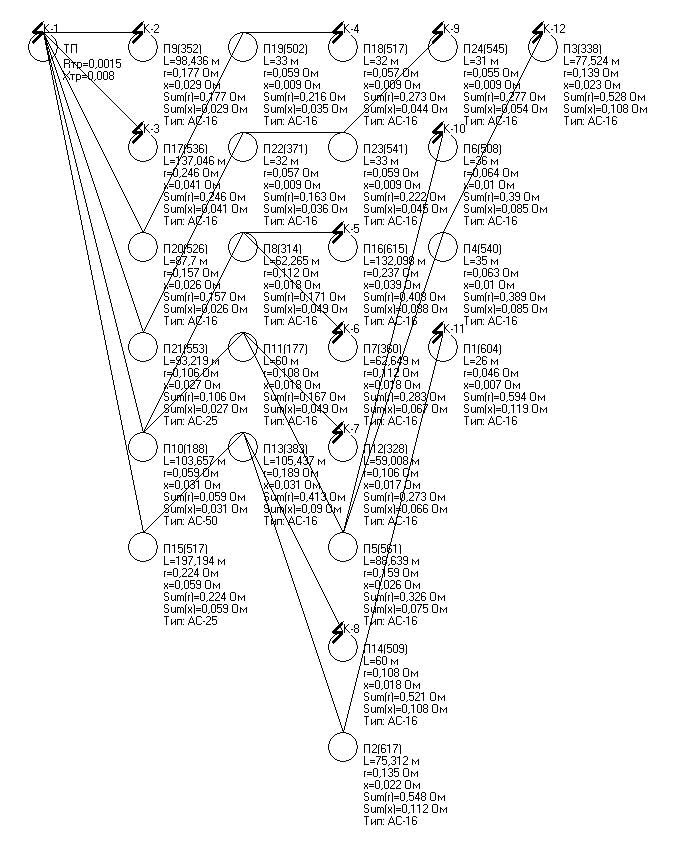 К-1
ТП
Rтр=0,0015
Xтр=0,008
К-2
П9(352)
L=98,436 м
r=0,177 Ом
x=0,029 Ом
Sum(r)=0,177 Ом
Sum(x)=0,029 Ом
Тип: АС-16
П19(502)
L=33 м
r=0,059 Ом
x=0,009 Ом
Sum(r)=0,216 Ом
Sum(x)=0,035 Ом
Тип: АС-16
К-4
П18(517)
L=32 м
r=0,057 Ом
x=0,009 Ом
Sum(r)=0,273 Ом
Sum(x)=0,044 Ом
Тип: АС-16
К-9
П24(545)
L=31 м
r=0,055 Ом
x=0,009 Ом
Sum(r)=0,277 Ом
Sum(x)=0,054 Ом
Тип: АС-16
К-12
П3(338)
L=77,524 м
r=0,139 Ом
x=0,023 Ом
Sum(r)=0,528 Ом
Sum(x)=0,108 Ом
Тип: АС-16
К-3
П17(536)
L=137,046 м
r=0,246 Ом
x=0,041 Ом
Sum(r)=0,246 Ом
Sum(x)=0,041 Ом
Тип: АС-16
П22(371)
L=32 м
r=0,057 Ом
x=0,009 Ом
Sum(r)=0,163 Ом
Sum(x)=0,036 Ом
Тип: АС-16
П23(541)
L=33 м
r=0,059 Ом
x=0,009 Ом
Sum(r)=0,222 Ом
Sum(x)=0,045 Ом
Тип: АС-16
К-10
П6(508)
L=36 м
r=0,064 Ом
x=0,01 Ом
Sum(r)=0,39 Ом
Sum(x)=0,085 Ом
Тип: АС-16
П20(526)
L=87,7 м
r=0,157 Ом
x=0,026 Ом
Sum(r)=0,157 Ом
Sum(x)=0,026 Ом
Тип: АС-16
П8(314)
L=62,265 м
r=0,112 Ом
x=0,018 Ом
Sum(r)=0,171 Ом
Sum(x)=0,049 Ом
Тип: АС-16
К-5
П16(615)
L=132,098 м
r=0,237 Ом
x=0,039 Ом
Sum(r)=0,408 Ом
Sum(x)=0,088 Ом
Тип: АС-16
П4(540)
L=35 м
r=0,063 Ом
x=0,01 Ом
Sum(r)=0,389 Ом
Sum(x)=0,085 Ом
Тип: АС-16
П21(553)
L=93,219 м
r=0,106 Ом
x=0,027 Ом
Sum(r)=0,106 Ом
Sum(x)=0,027 Ом
Тип: АС-25
П11(177)
L=60 м
r=0,108 Ом
x=0,018 Ом
Sum(r)=0,167 Ом
Sum(x)=0,049 Ом
Тип: АС-16
К-6
П7(360)
L=62,649 м
r=0,112 Ом
x=0,018 Ом
Sum(r)=0,283 Ом
Sum(x)=0,067 Ом
Тип: АС-16
К-11
П1(604)
L=26 м
r=0,046 Ом
x=0,007 Ом
Sum(r)=0,594 Ом
Sum(x)=0,119 Ом
Тип: АС-16
П10(188)
L=103,657 м
r=0,059 Ом
x=0,031 Ом
Sum(r)=0,059 Ом
Sum(x)=0,031 Ом
Тип: АС-50
П13(383)
L=105,437 м
r=0,189 Ом
x=0,031 Ом
Sum(r)=0,413 Ом
Sum(x)=0,09 Ом
Тип: АС-16
К-7
П12(328)
L=59,008 м
r=0,106 Ом
x=0,017 Ом
Sum(r)=0,273 Ом
Sum(x)=0,066 Ом
Тип: АС-16
П15(517)
L=197,194 м
r=0,224 Ом
x=0,059 Ом
Sum(r)=0,224 Ом
Sum(x)=0,059 Ом
Тип: АС-25
П5(561)
L=88,639 м
r=0,159 Ом
x=0,026 Ом
Sum(r)=0,326 Ом
Sum(x)=0,075 Ом
Тип: АС-16
К-8
П14(509)
L=60 м
r=0,108 Ом
x=0,018 Ом
Sum(r)=0,521 Ом
Sum(x)=0,108 Ом
Тип: АС-16
П2(617)
L=75,312 м
r=0,135 Ом
x=0,022 Ом
Sum(r)=0,548 Ом
Sum(x)=0,112 Ом
Тип: АС-16